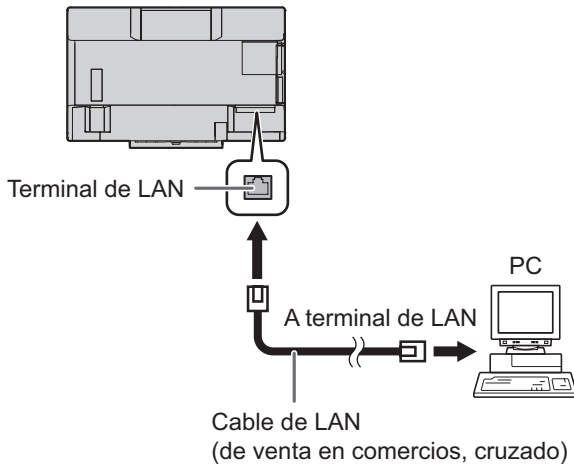 Terminal de LAN
PC
A terminal de LAN
Cable de LAN
(de venta en comercios, cruzado)